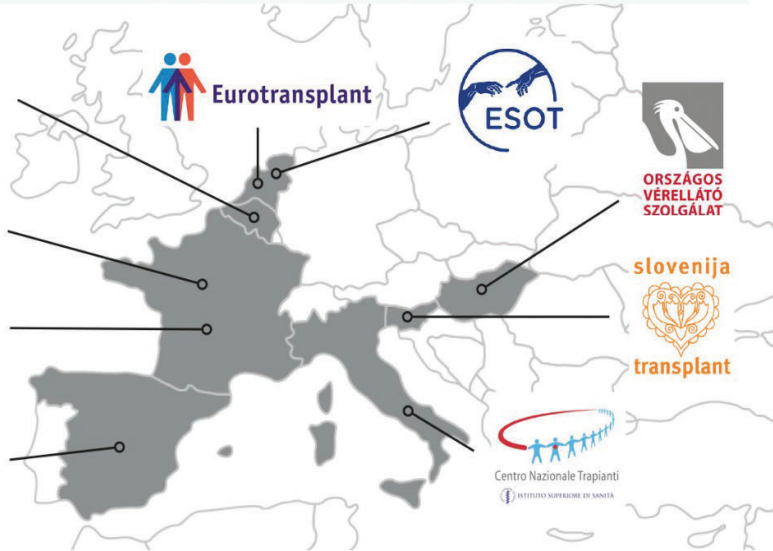 Eurotransplant
ESOT
ORSZÁGOS
VÉRELLÁTÓ
SZOLGÁLAT
slovenija
transplant
Centro Nazionale Trapianti
ISTITUTO SUPERIORE DI SANITÀ